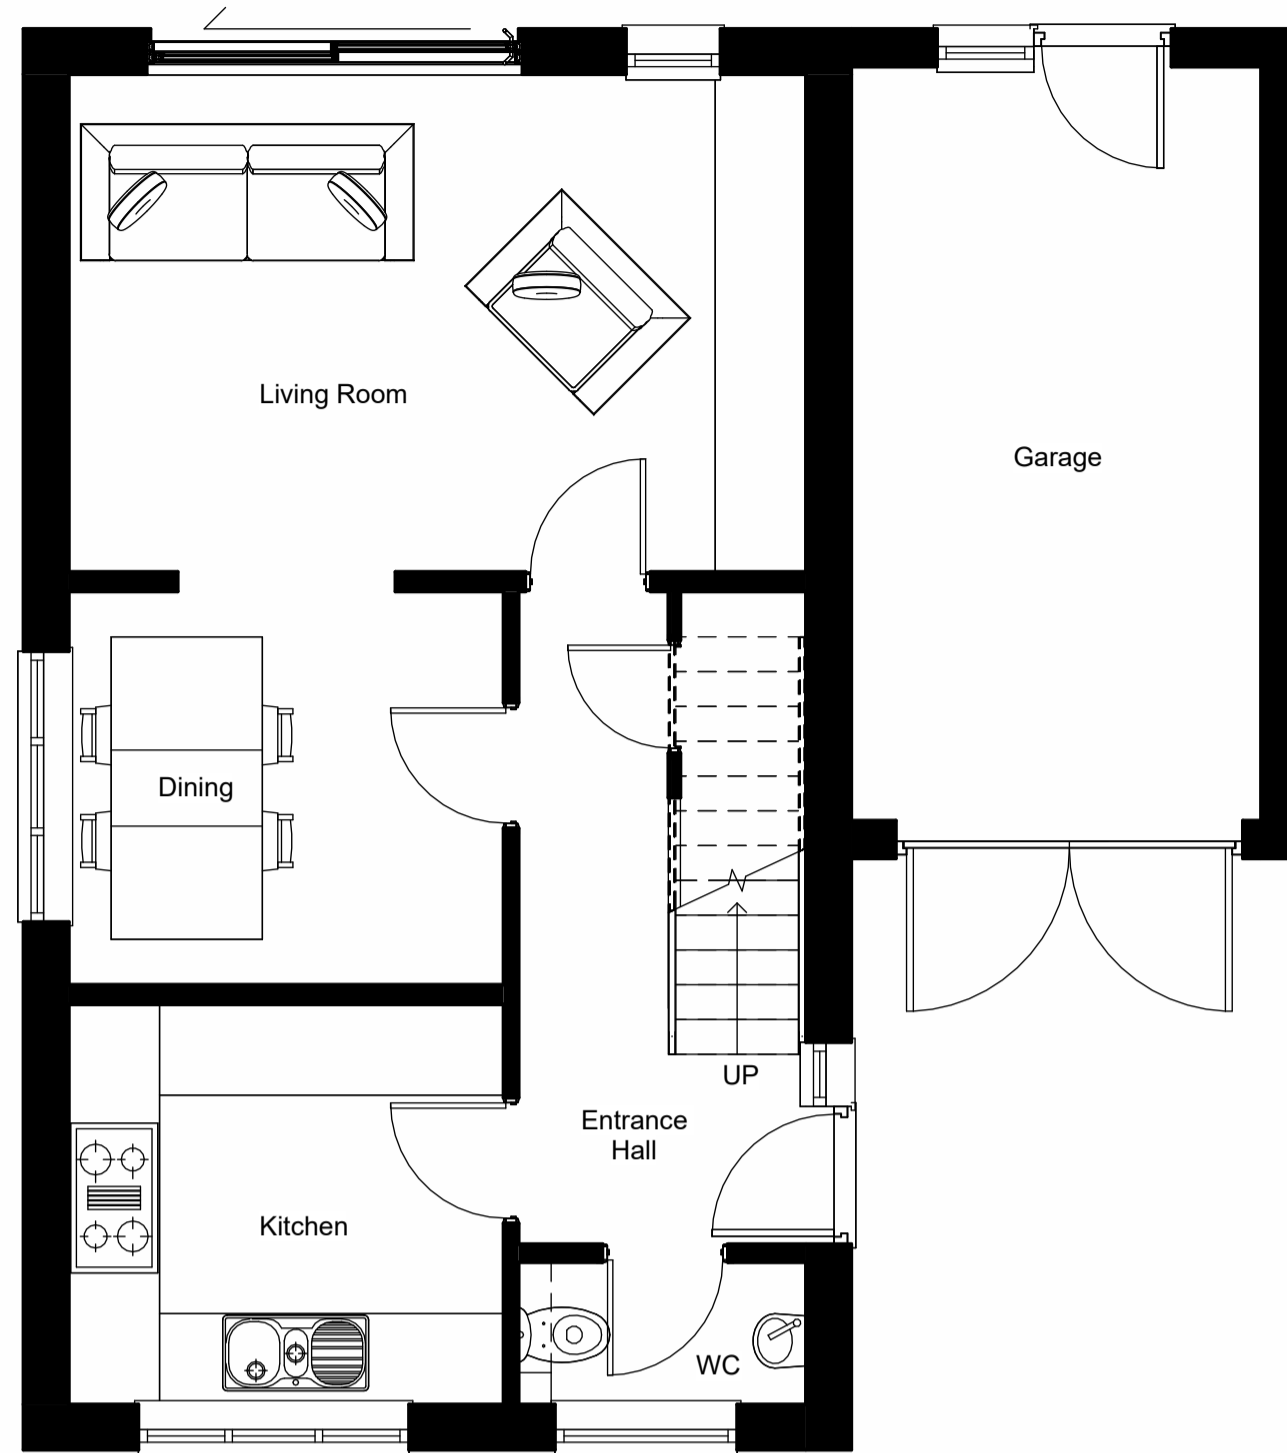 Living Room
Garage
Dining
UP
Entrance
Hall
Kitchen
WC